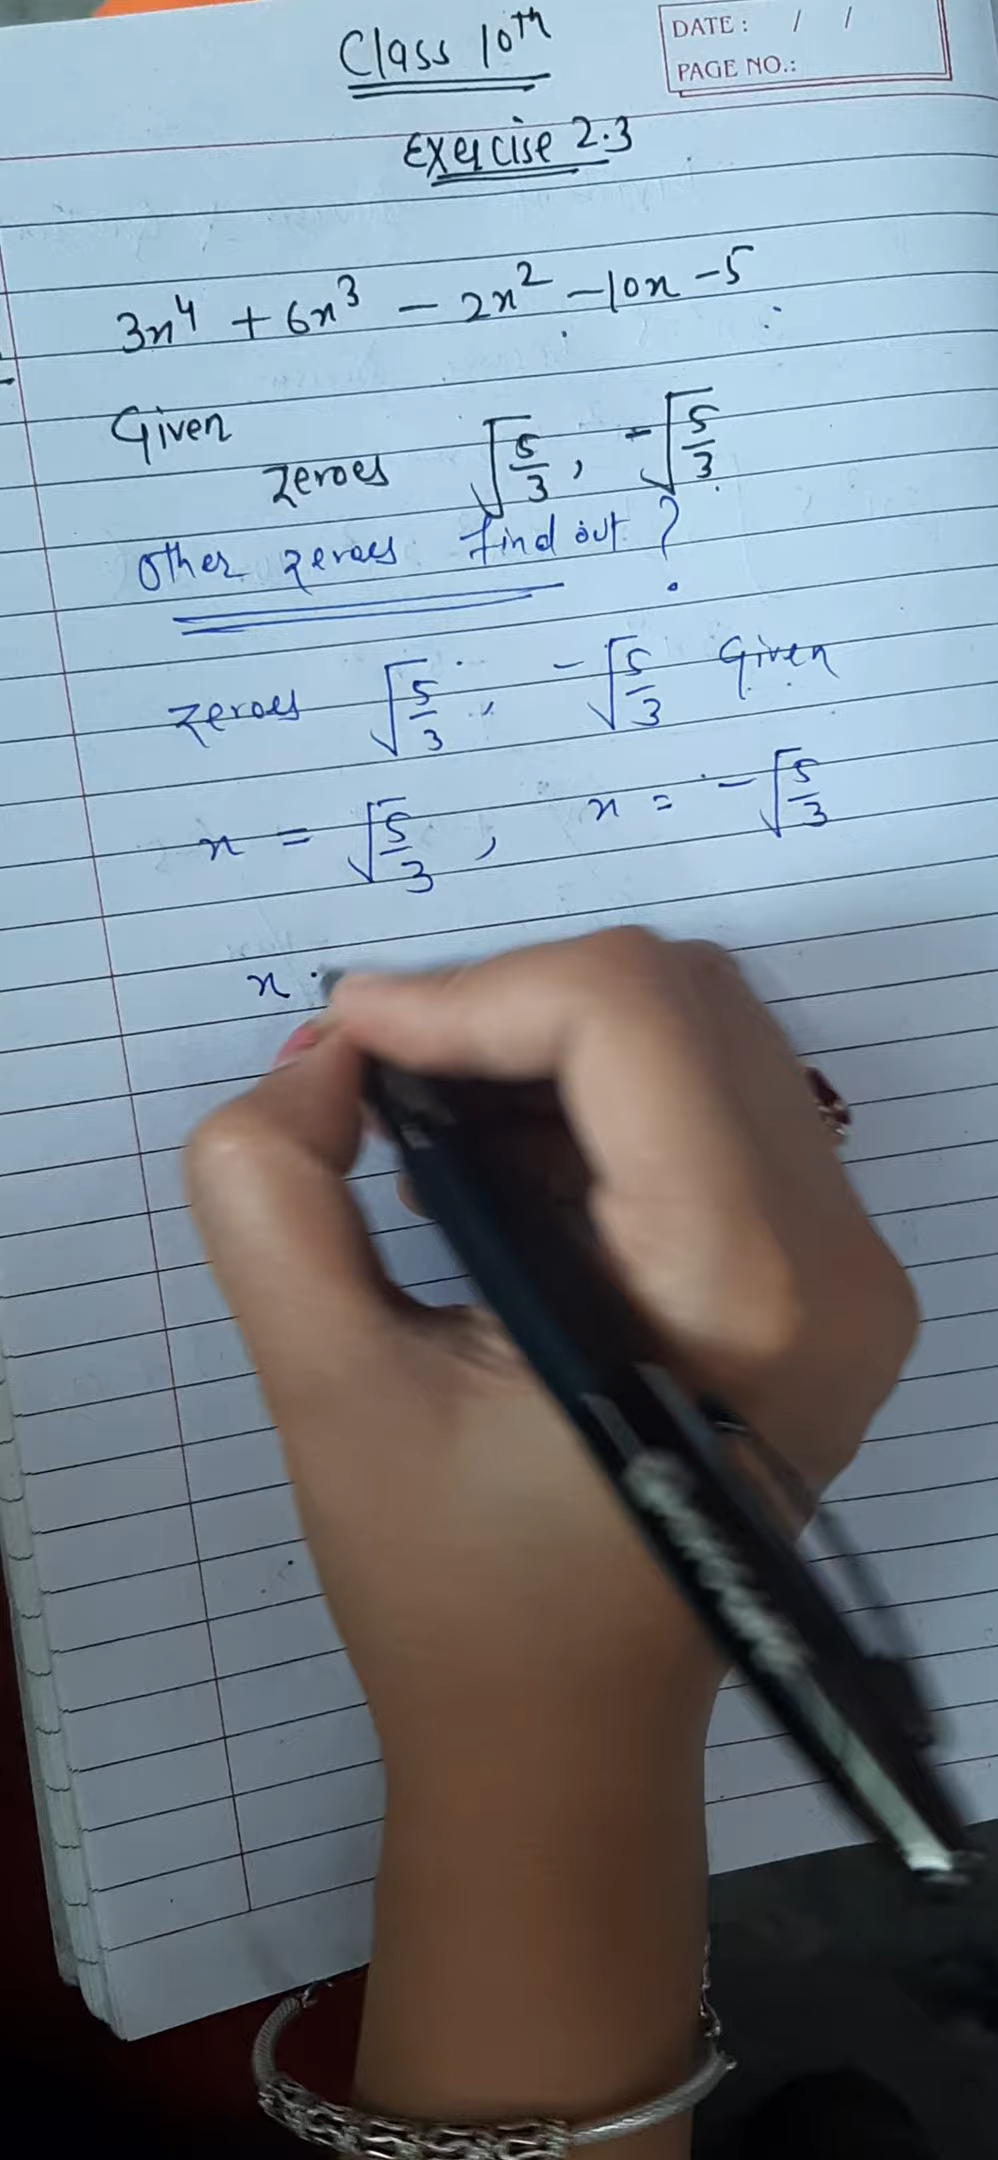 Class 10th
DATE: / /
PAGE NO.:
Exercise 2.3
3x⁴ + 6x³ - 2x² - 10x - 5
Given
zeroes √5/3, -√5/3
Other zeroes find out ?
zeroes √5/3, -√5/3 Given
x = √5/3, x = -√5/3
x